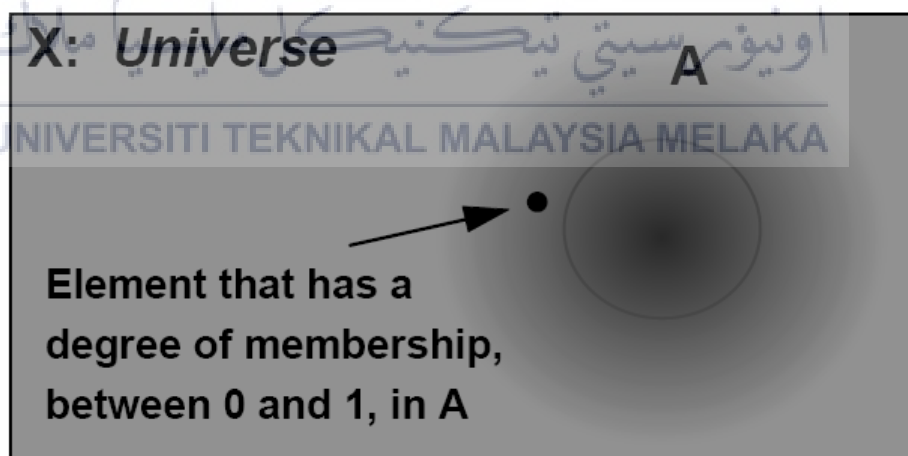 اونيۏرسيتي تيكنيكل مليسيا ملاك
X: Universe
A
UNIVERSITI TEKNIKAL MALAYSIA MELAKA
Element that has a
degree of membership,
between 0 and 1, in A